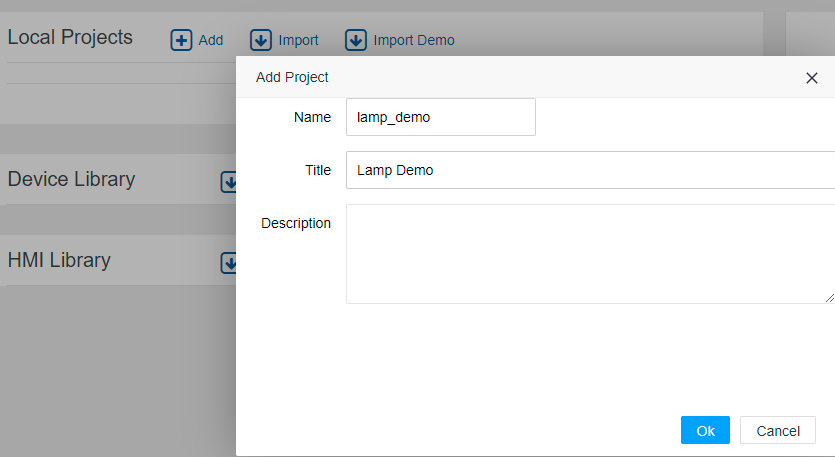 Local Projects Add Import Import Demo
Add Project
Name lamp_demo
Title Lamp Demo
Device Library
Description
HMI Library
Ok Cancel